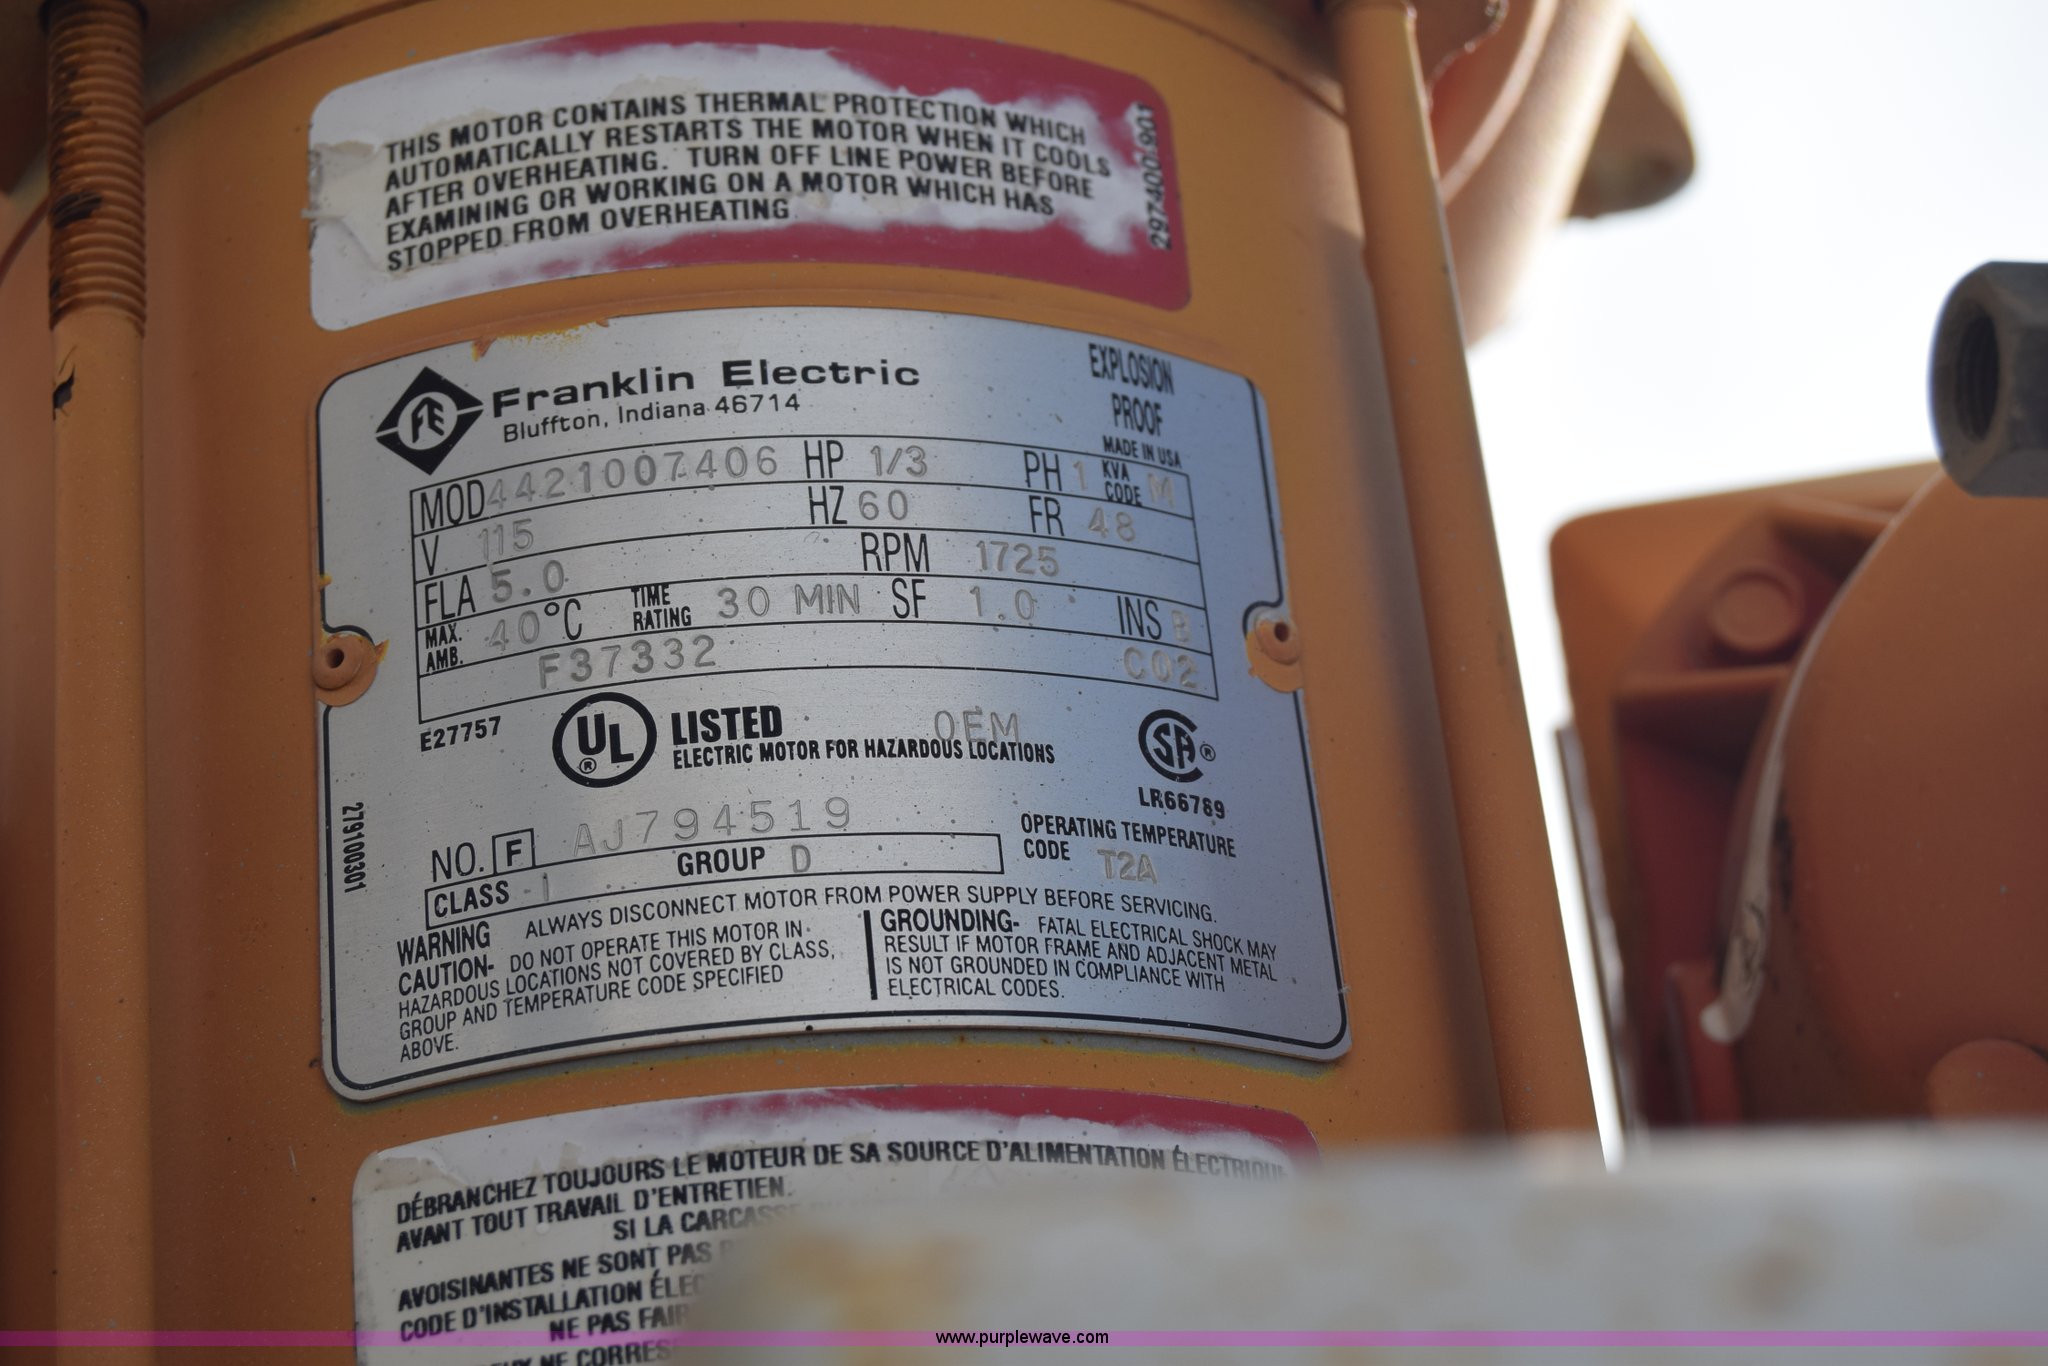 THIS MOTOR CONTAINS THERMAL PROTECTION WHICH
AUTOMATICALLY RESTARTS THE MOTOR WHEN IT COOLS
AFTER OVERHEATING. TURN OFF LINE POWER BEFORE
EXAMINING OR WORKING ON A MOTOR WHICH HAS
STOPPED FROM OVERHEATING
297400-901
FE
Franklin Electric
Bluffton, Indiana 46714
EXPLOSION
PROOF
MADE IN USA
MOD 4421007406 HP 1/3 PH 1 KVA CODE M
V 115 HZ 60 FR 48
FLA 5.0 RPM 1725
MAX. AMB. 40°C TIME RATING 30 MIN SF 1.0 INS B
F37332 C02
E27757
UL ® LISTED OEM
ELECTRIC MOTOR FOR HAZARDOUS LOCATIONS
SA ®
LR66789
279100301
NO. F AJ794519
CLASS I GROUP D
OPERATING TEMPERATURE
CODE T2A
WARNING ALWAYS DISCONNECT MOTOR FROM POWER SUPPLY BEFORE SERVICING.
CAUTION- DO NOT OPERATE THIS MOTOR IN
HAZARDOUS LOCATIONS NOT COVERED BY CLASS,
GROUP AND TEMPERATURE CODE SPECIFIED
ABOVE.
GROUNDING- FATAL ELECTRICAL SHOCK MAY
RESULT IF MOTOR FRAME AND ADJACENT METAL
IS NOT GROUNDED IN COMPLIANCE WITH
ELECTRICAL CODES.
DÉBRANCHEZ TOUJOURS LE MOTEUR DE SA SOURCE D'ALIMENTATION ÉLECTRIQUE
AVANT TOUT TRAVAIL D'ENTRETIEN.
SI LA CARCASSE
AVOISINANTES NE SONT PAS
CODE D'INSTALLATION
NE PAS
NE
www.purplewave.com